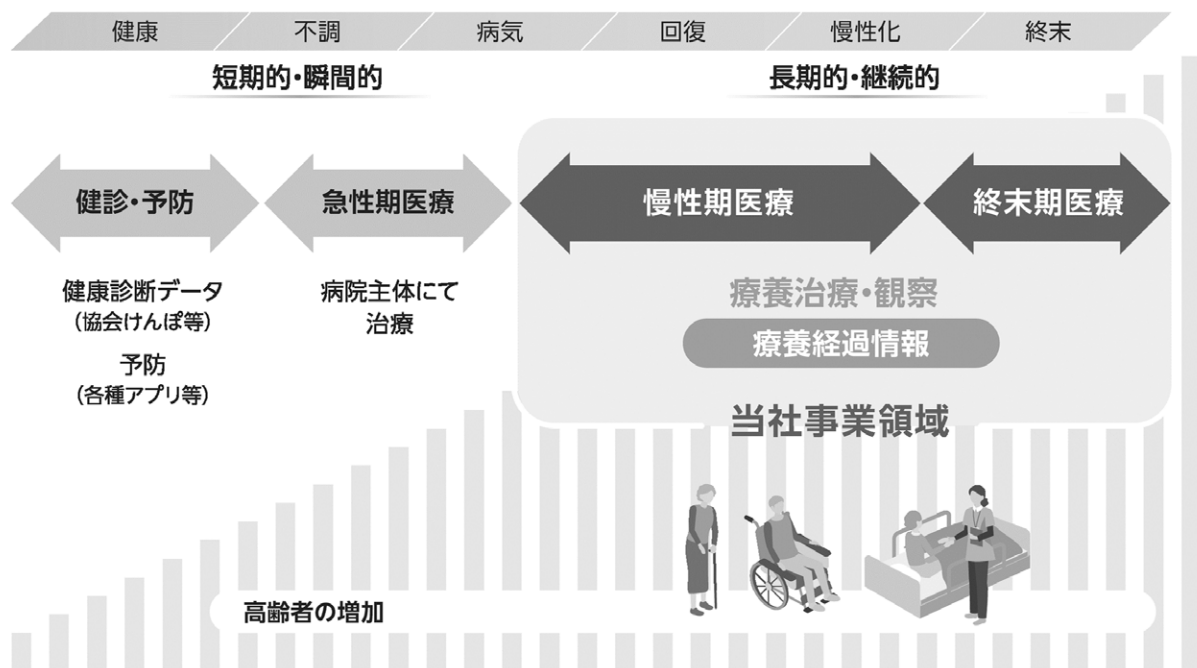 健康
不調
病気
回復
慢性化
終末
短期的・瞬間的
長期的・継続的
健診・予防
急性期医療
慢性期医療
終末期医療
健康診断データ
（協会けんぽ等）
予防
（各種アプリ等）
病院主体にて
治療
療養治療・観察
療養経過情報
当社事業領域
高齢者の増加